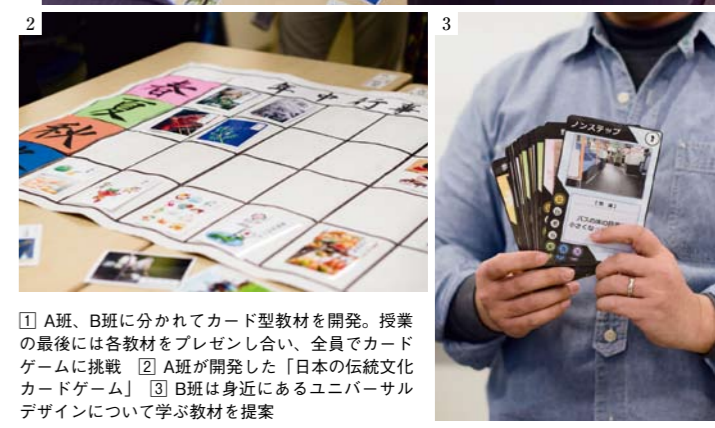 2
3
春
夏
秋
年中行事
ノンステップ
1
1 A班、B班に分かれてカード型教材を開発。授業
の最後には各教材をプレゼンし合い、全員でカード
ゲームに挑戦 2 A班が開発した「日本の伝統文化
カードゲーム」 3 B班は身近にあるユニバーサル
デザインについて学ぶ教材を提案